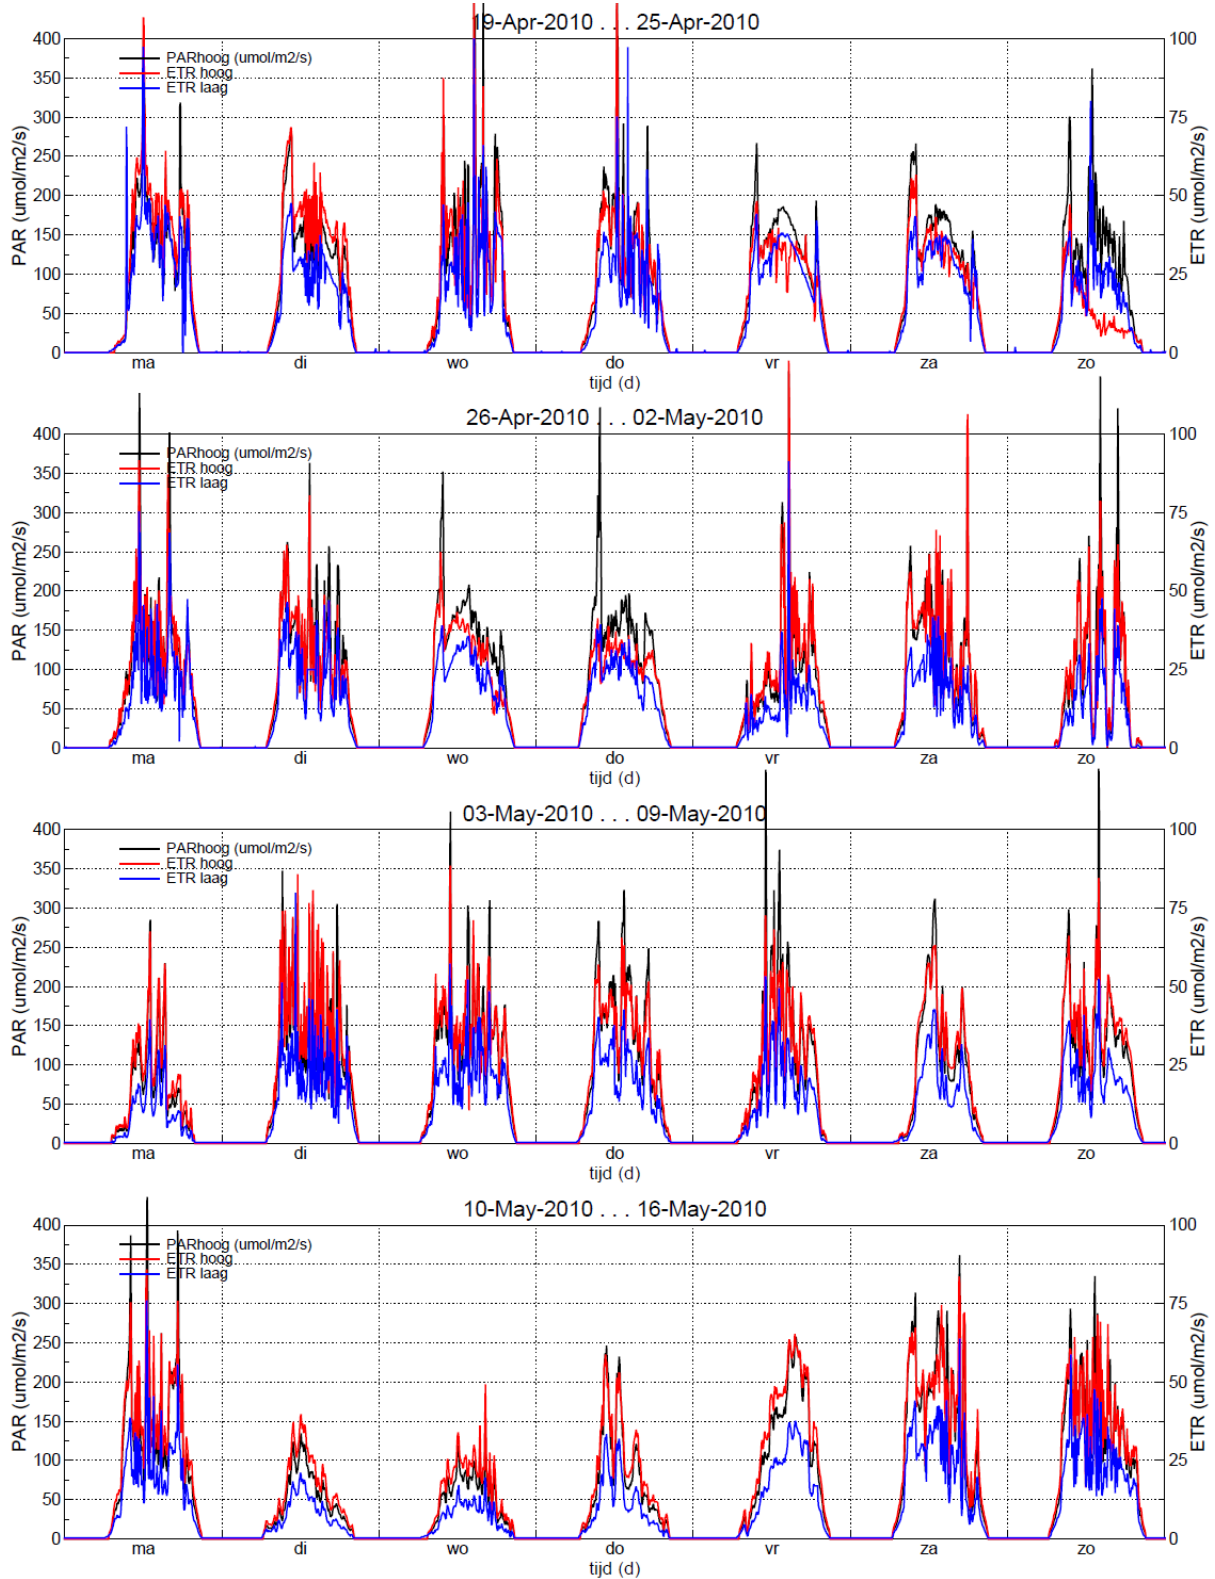 19-Apr-2010 . . . 25-Apr-2010
PARhoog (umol/m2/s)
ETR hoog
ETR laag
400
350
300
250
200
150
100
50
0
PAR (umol/m2/s)
100
75
50
25
0
ETR (umol/m2/s)
ma di wo do vr za zo
tijd (d)
26-Apr-2010 . . . 02-May-2010
PARhoog (umol/m2/s)
ETR hoog
ETR laag
400
350
300
250
200
150
100
50
0
PAR (umol/m2/s)
100
75
50
25
0
ETR (umol/m2/s)
ma di wo do vr za zo
tijd (d)
03-May-2010 . . . 09-May-2010
PARhoog (umol/m2/s)
ETR hoog
ETR laag
400
350
300
250
200
150
100
50
0
PAR (umol/m2/s)
100
75
50
25
0
ETR (umol/m2/s)
ma di wo do vr za zo
tijd (d)
10-May-2010 . . . 16-May-2010
PARhoog (umol/m2/s)
ETR hoog
ETR laag
400
350
300
250
200
150
100
50
0
PAR (umol/m2/s)
100
75
50
25
0
ETR (umol/m2/s)
ma di wo do vr za zo
tijd (d)